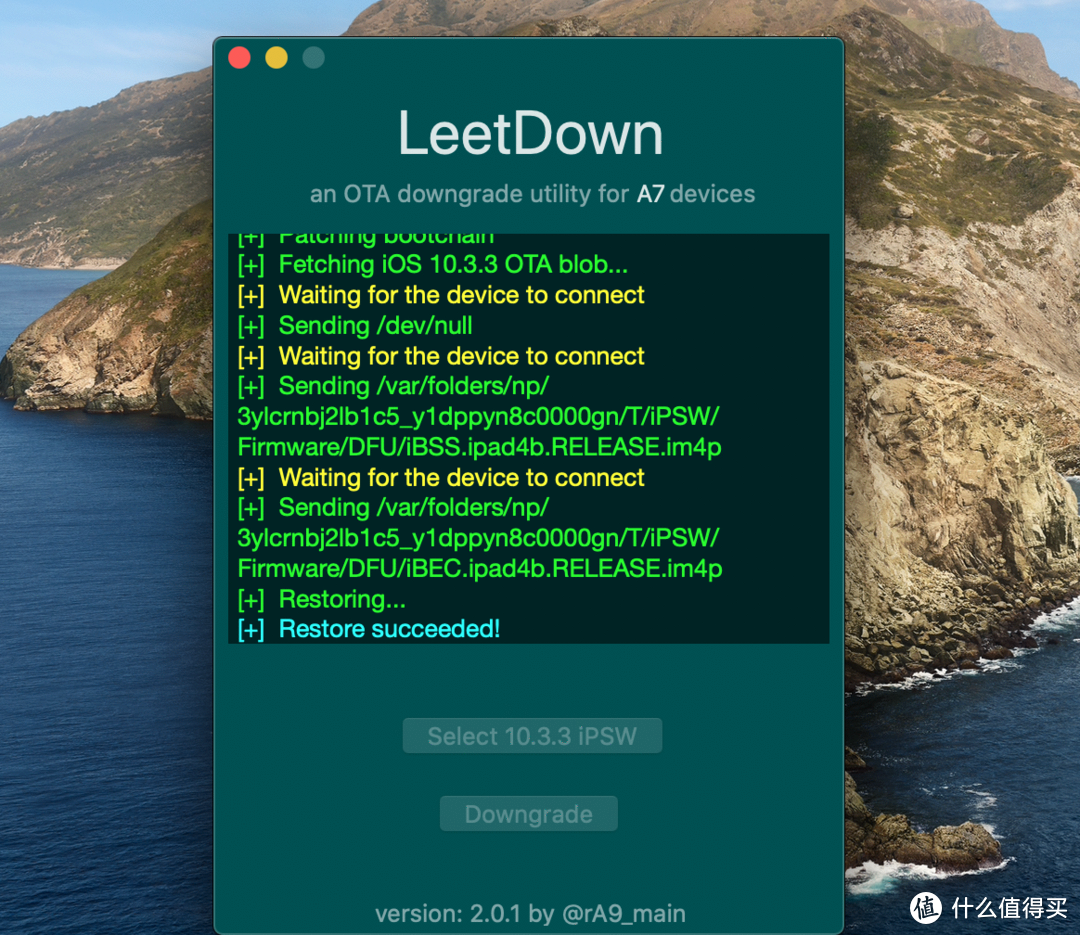 LeetDown
an OTA downgrade utility for A7 devices
[+] Patching bootchain
[+] Fetching iOS 10.3.3 OTA blob...
[+] Waiting for the device to connect
[+] Sending /dev/null
[+] Waiting for the device to connect
[+] Sending /var/folders/np/
3ylcrnbj2lb1c5_y1dppyn8c0000gn/T/iPSW/
Firmware/DFU/iBSS.ipad4b.RELEASE.im4p
[+] Waiting for the device to connect
[+] Sending /var/folders/np/
3ylcrnbj2lb1c5_y1dppyn8c0000gn/T/iPSW/
Firmware/DFU/iBEC.ipad4b.RELEASE.im4p
[+] Restoring...
[+] Restore succeeded!
Select 10.3.3 iPSW
Downgrade
version: 2.0.1 by @rA9_main
值 什么值得买